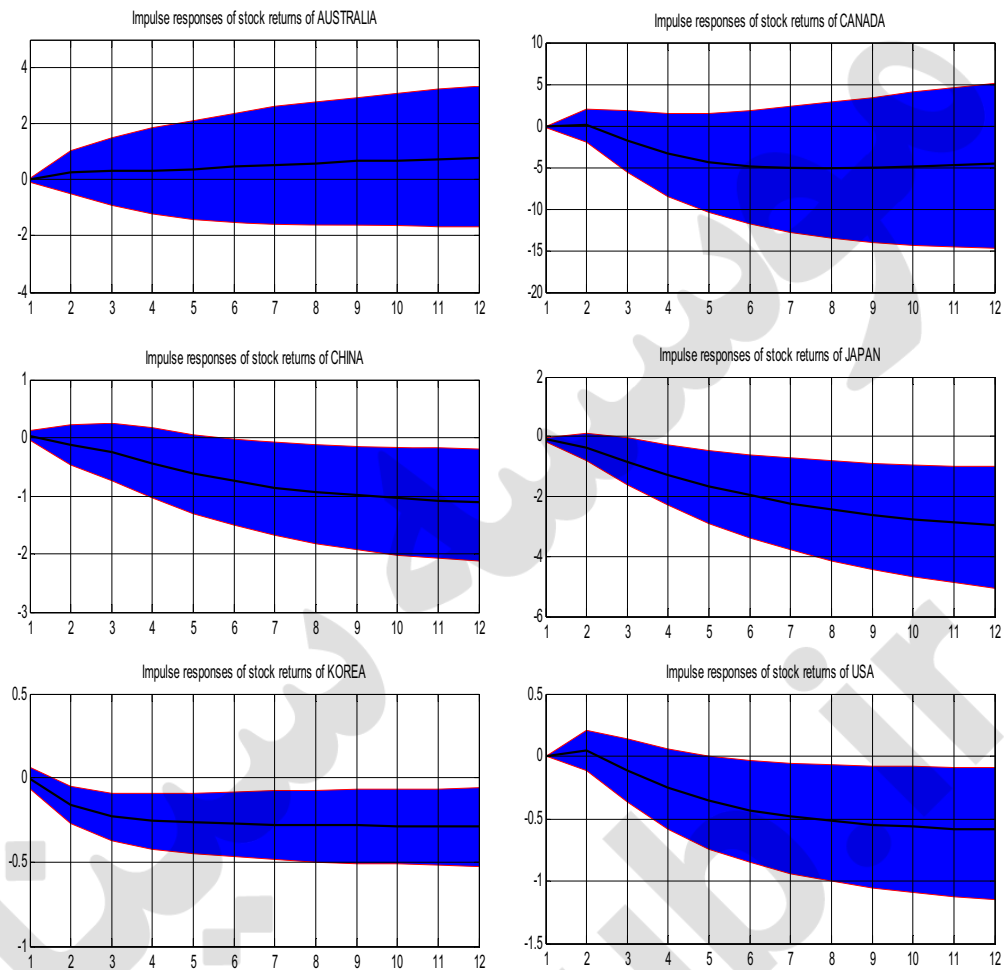 Impulse responses of stock returns of AUSTRALIA
4
2
0
-2
-4
1 2 3 4 5 6 7 8 9 10 11 12
Impulse responses of stock returns of CANADA
10
5
0
-5
-10
-15
-20
1 2 3 4 5 6 7 8 9 10 11 12
Impulse responses of stock returns of CHINA
1
0
-1
-2
-3
1 2 3 4 5 6 7 8 9 10 11 12
Impulse responses of stock returns of JAPAN
2
0
-2
-4
-6
1 2 3 4 5 6 7 8 9 10 11 12
Impulse responses of stock returns of KOREA
0.5
0
-0.5
-1
1 2 3 4 5 6 7 8 9 10 11 12
Impulse responses of stock returns of USA
0.5
0
-0.5
-1
-1.5
1 2 3 4 5 6 7 8 9 10 11 12